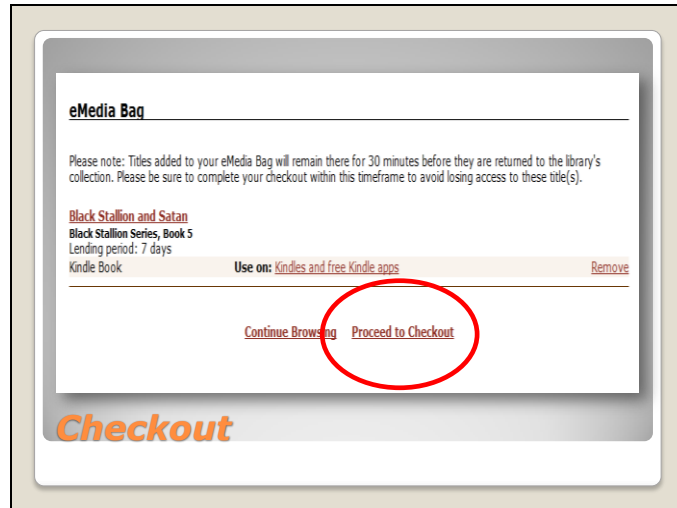 eMedia Bag
Please note: Titles added to your eMedia Bag will remain there for 30 minutes before they are returned to the library's
collection. Please be sure to complete your checkout within this timeframe to avoid losing access to these title(s).
Black Stallion and Satan
Black Stallion Series, Book 5
Lending period: 7 days
Kindle Book Use on: Kindles and free Kindle apps Remove
Continue Browsing Proceed to Checkout
Checkout